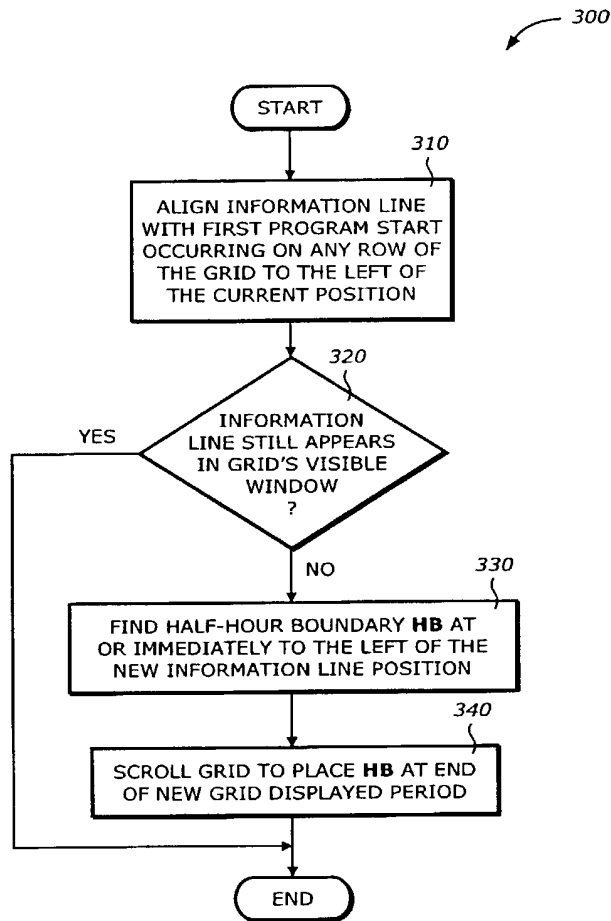 300
START
310
ALIGN INFORMATION LINE
WITH FIRST PROGRAM START
OCCURRING ON ANY ROW OF
THE GRID TO THE LEFT OF
THE CURRENT POSITION
320
INFORMATION
LINE STILL APPEARS
IN GRID'S VISIBLE
WINDOW
?
YES
NO
330
FIND HALF-HOUR BOUNDARY HB AT
OR IMMEDIATELY TO THE LEFT OF THE
NEW INFORMATION LINE POSITION
340
SCROLL GRID TO PLACE HB AT END
OF NEW GRID DISPLAYED PERIOD
END